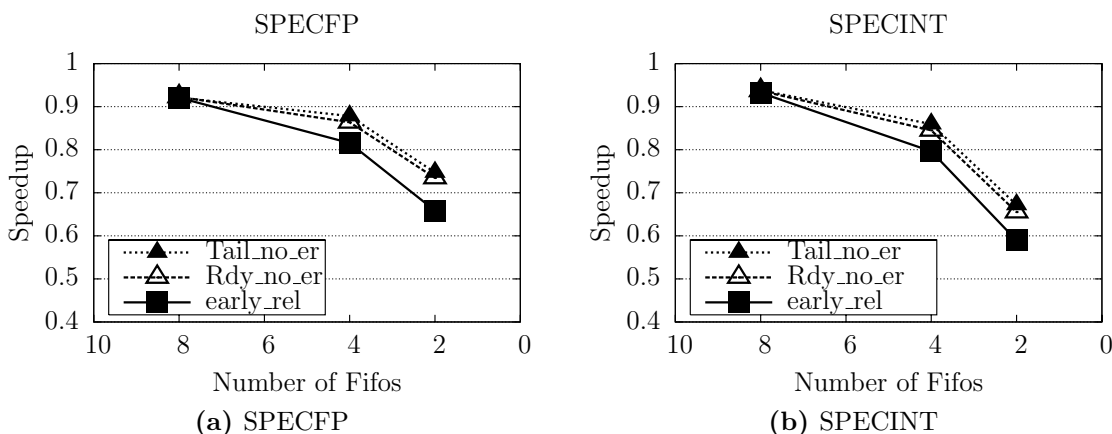 SPECFP
Speedup
1
0.9
0.8
0.7
0.6
0.5
0.4
10 8 6 4 2 0
Tail_no_er
Rdy_no_er
early_rel
Number of Fifos
(a) SPECFP
SPECINT
Speedup
1
0.9
0.8
0.7
0.6
0.5
0.4
10 8 6 4 2 0
Tail_no_er
Rdy_no_er
early_rel
Number of Fifos
(b) SPECINT